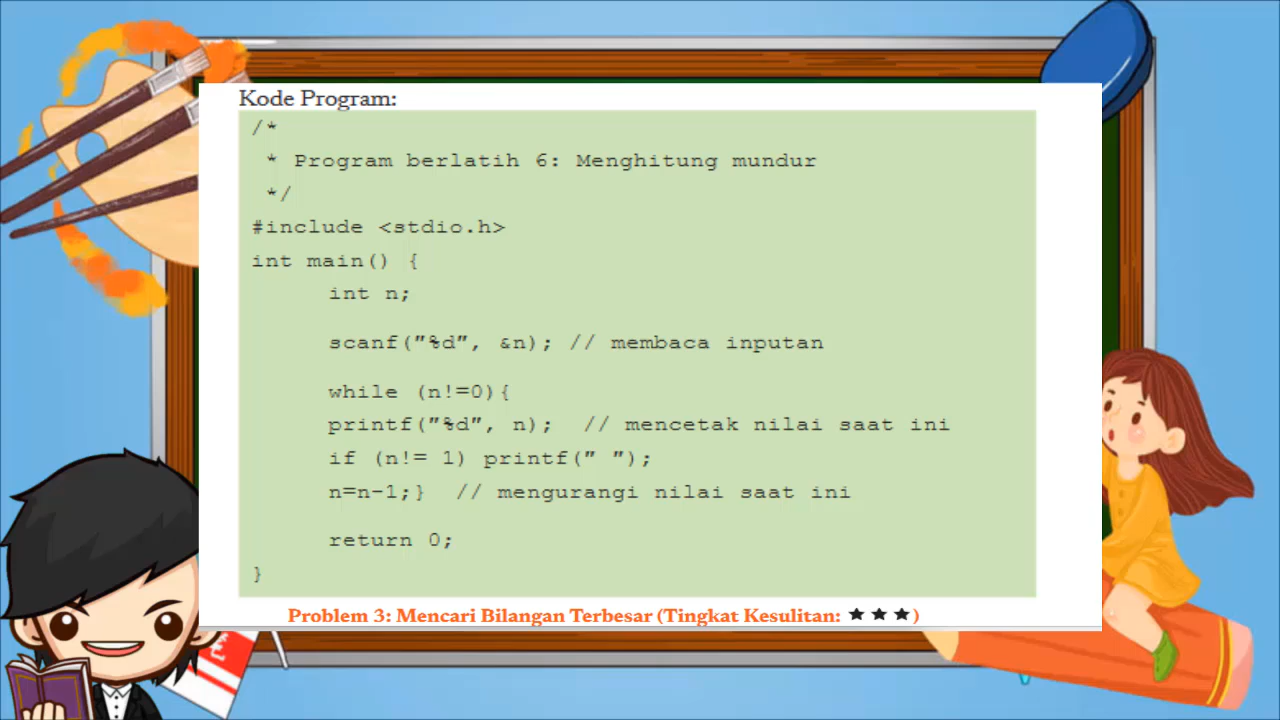 Kode Program:
/*
* Program berlatih 6: Menghitung mundur
*/
#include <stdio.h>
int main() {
int n;
scanf("%d", &n); // membaca inputan
while (n!=0){
printf("%d", n); // mencetak nilai saat ini
if (n!= 1) printf(" ");
n=n-1;} // mengurangi nilai saat ini
return 0;
}
Problem 3: Mencari Bilangan Terbesar (Tingkat Kesulitan: ★ ★ ★)